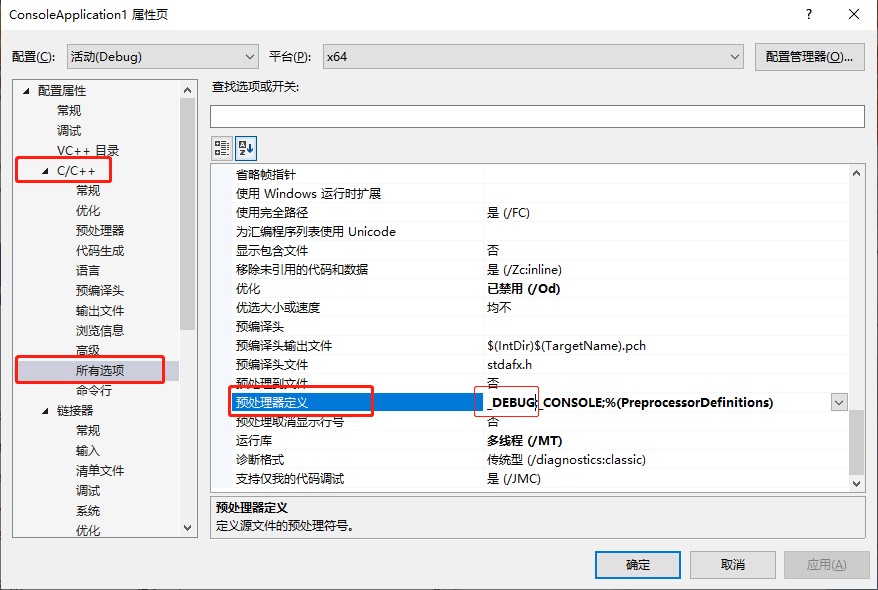 ConsoleApplication1 属性页
?
配置(C): 活动(Debug) 平台(P): x64 配置管理器(O)...
配置属性
常规
调试
VC++ 目录
C/C++
常规
优化
预处理器
代码生成
语言
预编译头
输出文件
浏览信息
高级
所有选项
命令行
链接器
常规
输入
清单文件
调试
系统
优化
查找选项或开关:
省略帧指针
使用 Windows 运行时扩展
使用完全路径 是 (/FC)
为汇编程序列表使用 Unicode
显示包含文件 否
移除未引用的代码和数据 是 (/Zc:inline)
优化 已禁用 (/Od)
优选大小或速度 均不
预编译头
预编译头输出文件 $(IntDir)$(TargetName).pch
预编译头文件 stdafx.h
预处理到文件 否
预处理器定义 _DEBUG;_CONSOLE;%(PreprocessorDefinitions)
预处理取消显示行号 否
运行库 多线程 (/MT)
诊断格式 传统型 (/diagnostics:classic)
支持仅我的代码调试 是 (/JMC)
预处理器定义
定义源文件的预处理符号。
确定 取消 应用(A)